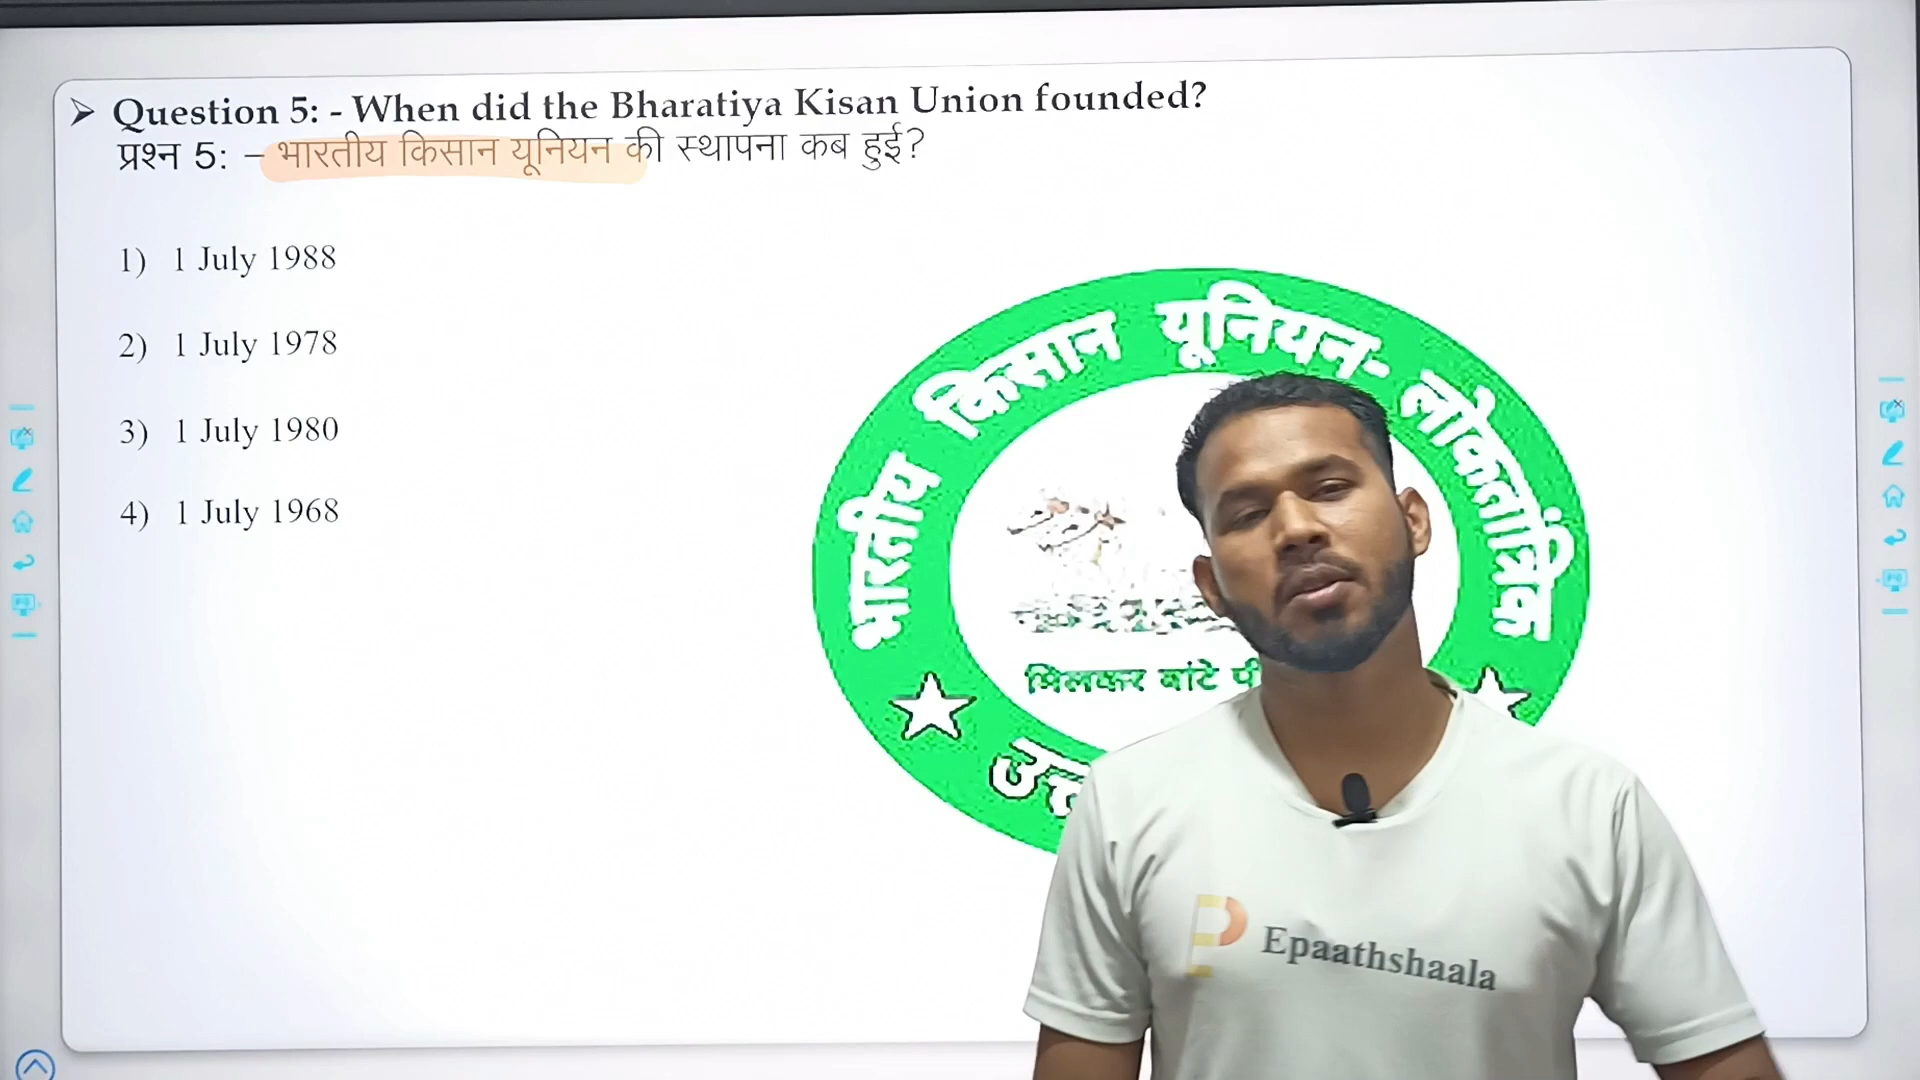 ➤ Question 5: - When did the Bharatiya Kisan Union founded?
प्रश्न 5: – भारतीय किसान यूनियन की स्थापना कब हुई?
1) 1 July 1988
2) 1 July 1978
3) 1 July 1980
4) 1 July 1968
भारतीय किसान यूनियन- लोकतांत्रिक
मिलकर बांटे
Epaathshaala